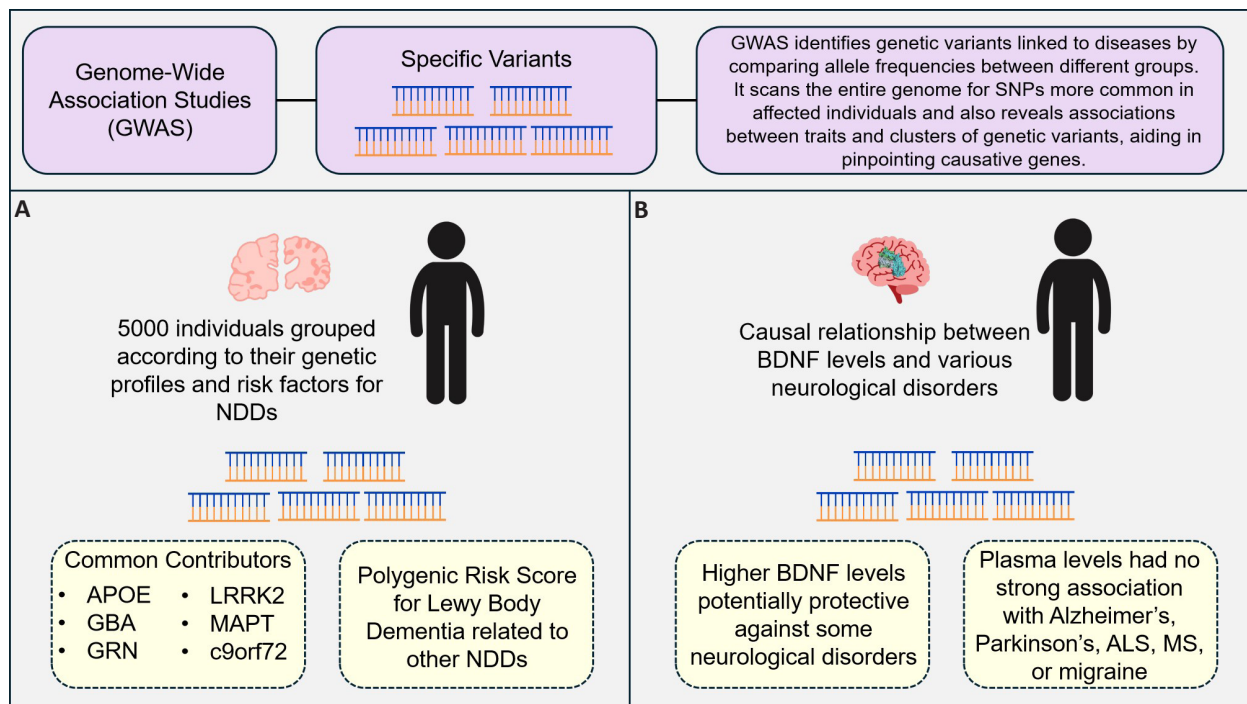 Genome-Wide
Association Studies
(GWAS)
Specific Variants
GWAS identifies genetic variants linked to diseases by
comparing allele frequencies between different groups.
It scans the entire genome for SNPs more common in
affected individuals and also reveals associations
between traits and clusters of genetic variants, aiding in
pinpointing causative genes.
A
5000 individuals grouped
according to their genetic
profiles and risk factors for
NDDs
Common Contributors
• APOE
• GBA
• GRN
• LRRK2
• MAPT
• c9orf72
Polygenic Risk Score
for Lewy Body
Dementia related to
other NDDs
B
Causal relationship between
BDNF levels and various
neurological disorders
Higher BDNF levels
potentially protective
against some
neurological disorders
Plasma levels had no
strong association
with Alzheimer's,
Parkinson's, ALS, MS,
or migraine